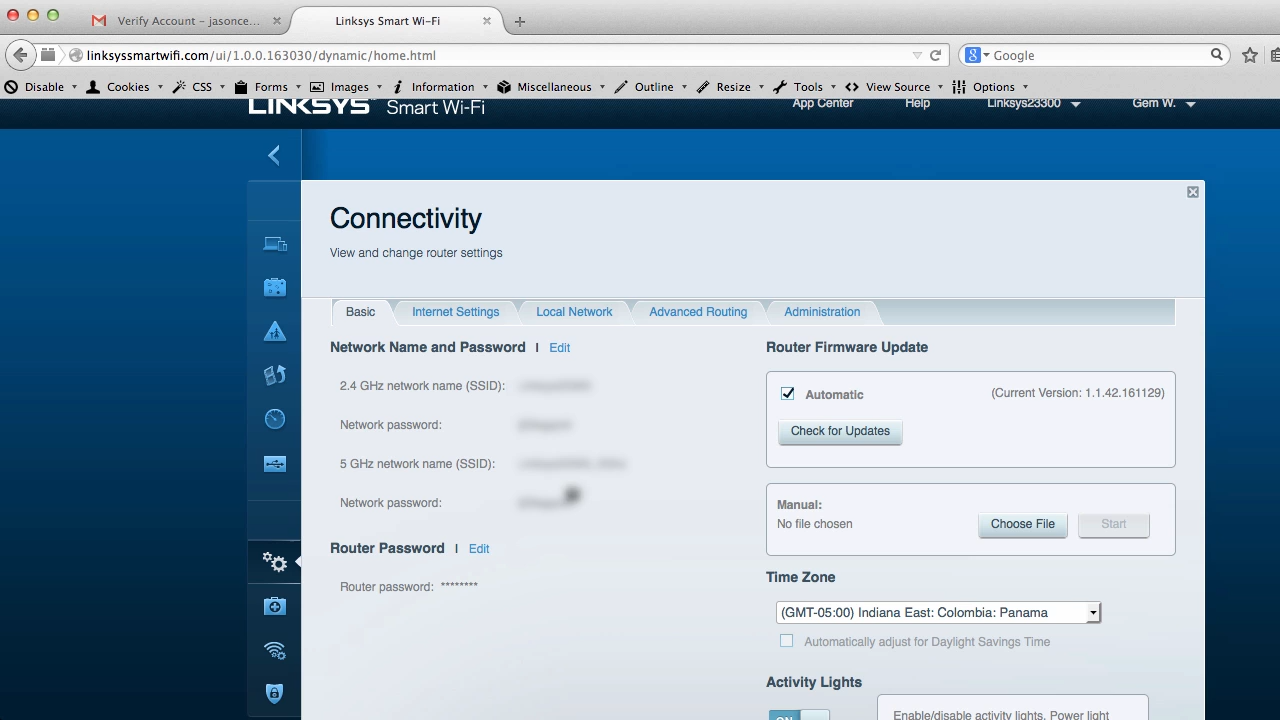 Verify Account - jasonce...
Linksys Smart Wi-Fi
linksyssmartwifi.com/ui/1.0.0.163030/dynamic/home.html
Google
Disable Cookies CSS Forms Images Information Miscellaneous Outline Resize Tools View Source Options
LINKSYS Smart Wi-Fi
App Center Help Linksys23300 Gem W.
Connectivity
View and change router settings
Basic Internet Settings Local Network Advanced Routing Administration
Network Name and Password | Edit
2.4 GHz network name (SSID):
Network password:
5 GHz network name (SSID):
Network password:
Router Password | Edit
Router password: ********
Router Firmware Update
Automatic (Current Version: 1.1.42.161129)
Check for Updates
Manual:
No file chosen Choose File Start
Time Zone
(GMT-05:00) Indiana East: Colombia: Panama
Automatically adjust for Daylight Savings Time
Activity Lights
ON
Enable/disable activity lights. Power light